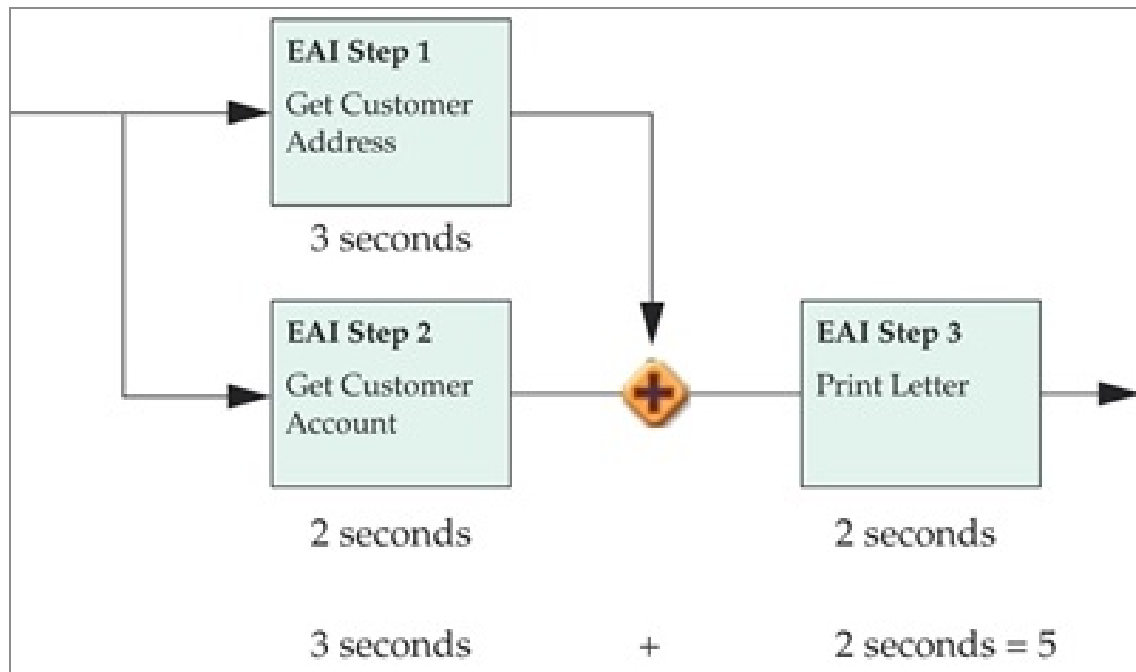 EAI Step 1
Get Customer
Address
3 seconds
EAI Step 2
Get Customer
Account
2 seconds
EAI Step 3
Print Letter
2 seconds
3 seconds + 2 seconds = 5